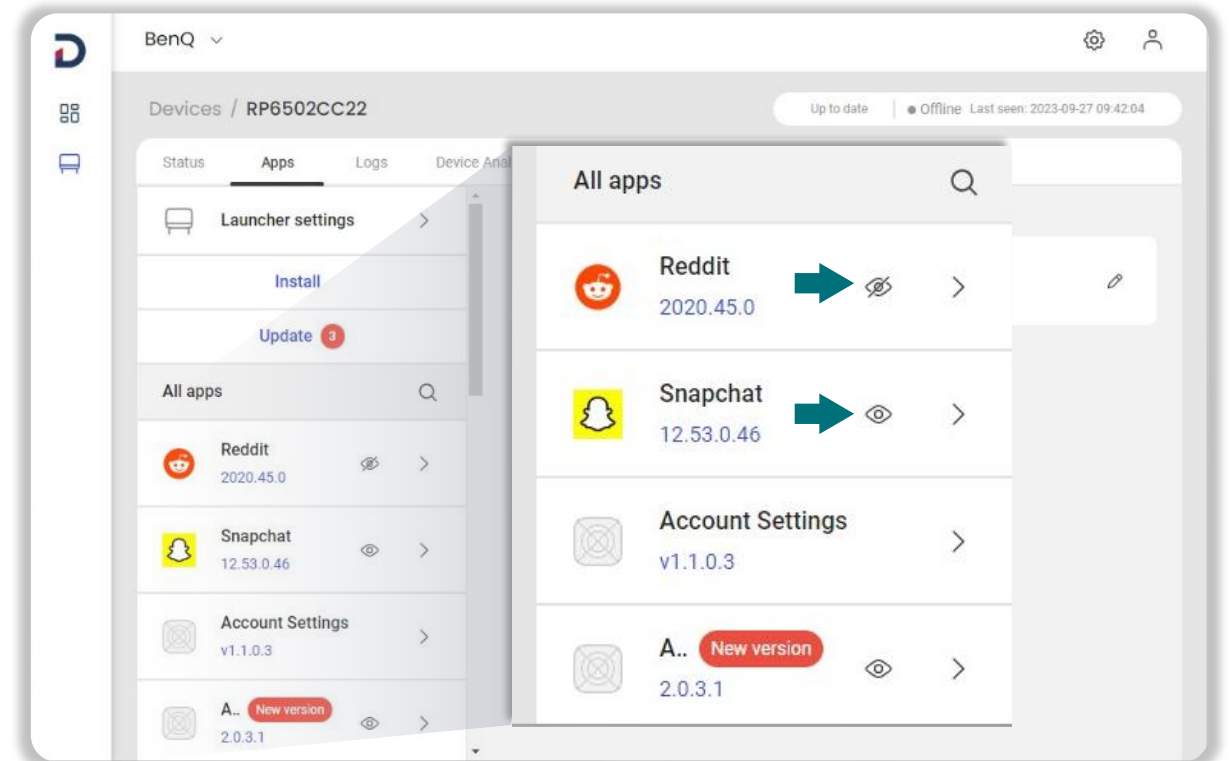 BenQ
Devices / RP6502CC22
Up to date
Offline Last seen: 2023-09-27 09:42:04
Status Apps Logs Device Anal
Launcher settings
Install
Update 3
All apps
Reddit
2020.45.0
Snapchat
12.53.0.46
Account Settings
v1.1.0.3
A.. New version
2.0.3.1
All apps
Reddit
2020.45.0
Snapchat
12.53.0.46
Account Settings
v1.1.0.3
A.. New version
2.0.3.1